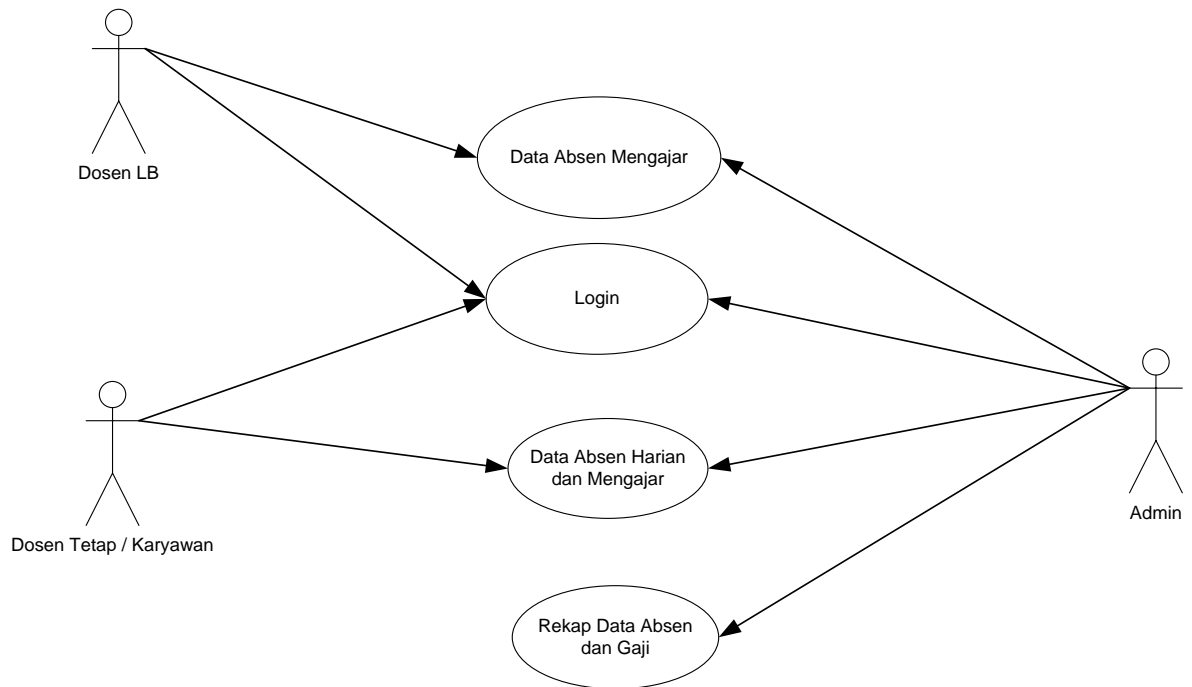 Dosen LB
Data Absen Mengajar
Login
Dosen Tetap / Karyawan
Data Absen Harian
dan Mengajar
Admin
Rekap Data Absen
dan Gaji